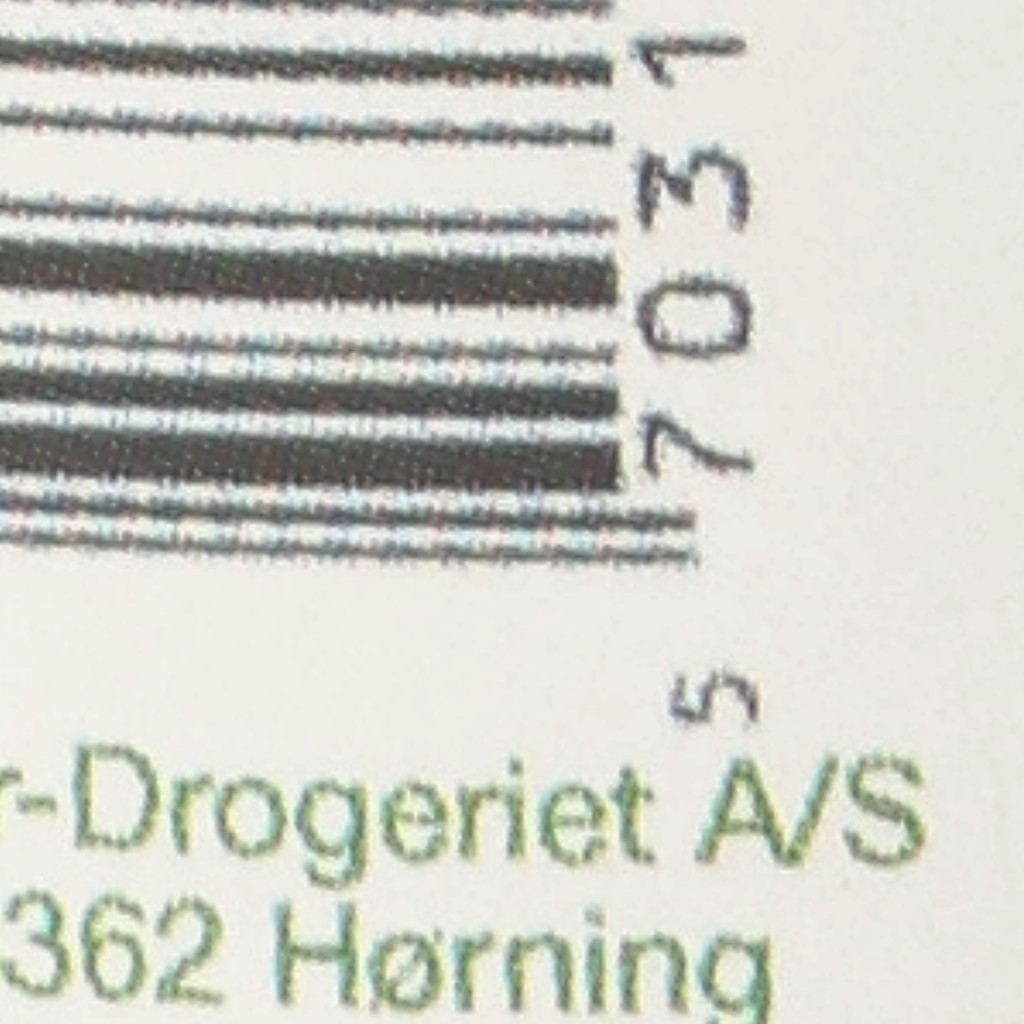 5 7031
r-Drogeriet A/S
362 Hørning